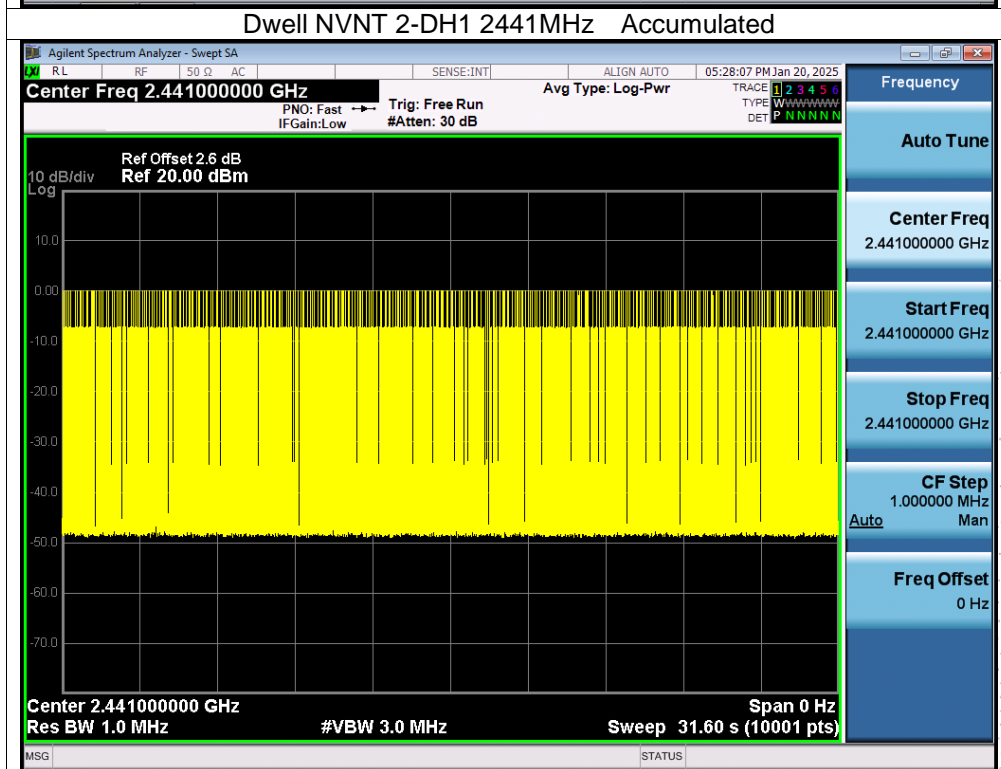 Dwell NVNT 2-DH1 2441MHz Accumulated
Agilent Spectrum Analyzer - Swept SA
LXI RL RF 50 Ω AC SENSE:INT ALIGN AUTO 05:28:07 PM Jan 20, 2025
Center Freq 2.441000000 GHz
PNO: Fast
IFGain:Low
Trig: Free Run
#Atten: 30 dB
Avg Type: Log-Pwr
TRACE 1 2 3 4 5 6
TYPE WWWWWWW
DET P N N N N N
Frequency
Auto Tune
Center Freq
2.441000000 GHz
Start Freq
2.441000000 GHz
Stop Freq
2.441000000 GHz
CF Step
1.000000 MHz
Auto Man
Freq Offset
0 Hz
Ref Offset 2.6 dB
10 dB/div Ref 20.00 dBm
Log
10.0
0.00
-10.0
-20.0
-30.0
-40.0
-50.0
-60.0
-70.0
Center 2.441000000 GHz Span 0 Hz
Res BW 1.0 MHz #VBW 3.0 MHz Sweep 31.60 s (10001 pts)
MSG STATUS